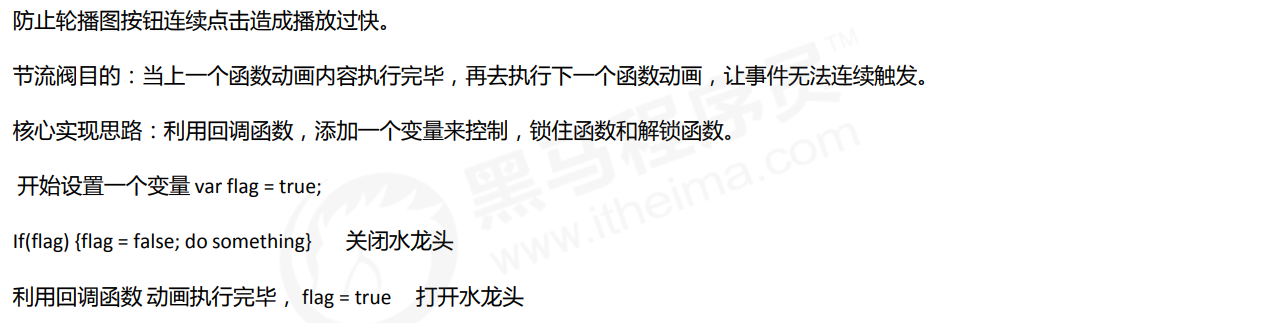 防止轮播图按钮连续点击造成播放过快。
节流阀目的：当上一个函数动画内容执行完毕，再去执行下一个函数动画，让事件无法连续触发。
核心实现思路：利用回调函数，添加一个变量来控制，锁住函数和解锁函数。
开始设置一个变量 var flag = true;
If(flag) {flag = false; do something}　关闭水龙头
利用回调函数 动画执行完毕， flag = true　打开水龙头
黑马程序员™
www.itheima.com